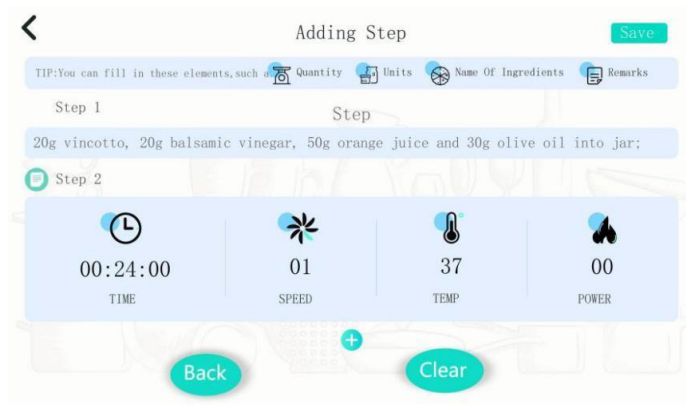 Adding Step
Save
TIP:You can fill in these elements,such a
Quantity
Units
Name Of Ingredients
Remarks
Step 1
Step
20g vincotto, 20g balsamic vinegar, 50g orange juice and 30g olive oil into jar;
Step 2
00:24:00
01
37
00
TIME
SPEED
TEMP
POWER
Back
Clear